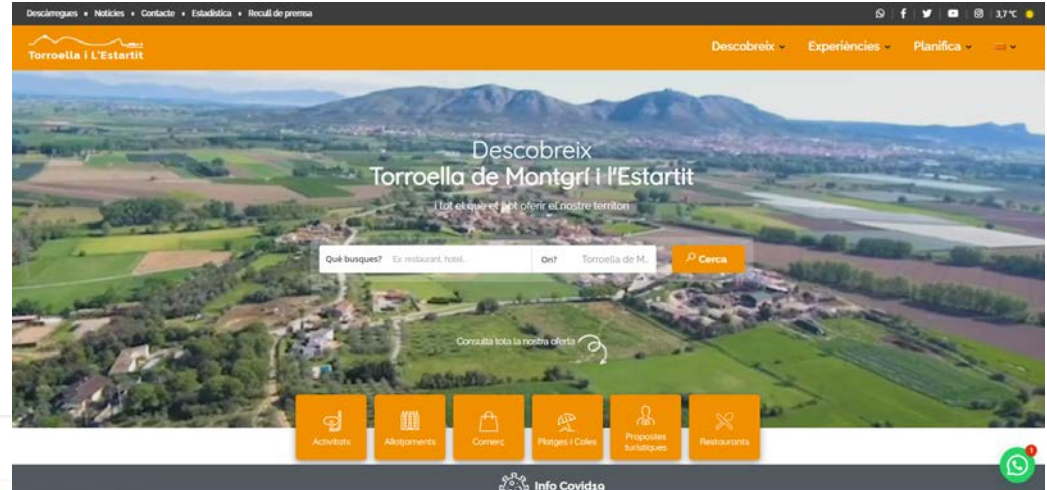 Descàrregues • Notícies • Contacte • Estadística • Recull de premsa
3,7 °C
Torroella i L'Estartit
Descobreix
Experiències
Planifica
Descobreix
Torroella de Montgrí i l'Estartit
i tot el què et pot oferir el nostre territori
Què busques? Ex: restaurant, hotel... On? Torroella de M... Cerca
Consulta tota la nostra oferta
Activitats
Allotjaments
Comerç
Platges i Cales
Propostes
turístiques
Restaurants
1
Info Covid19